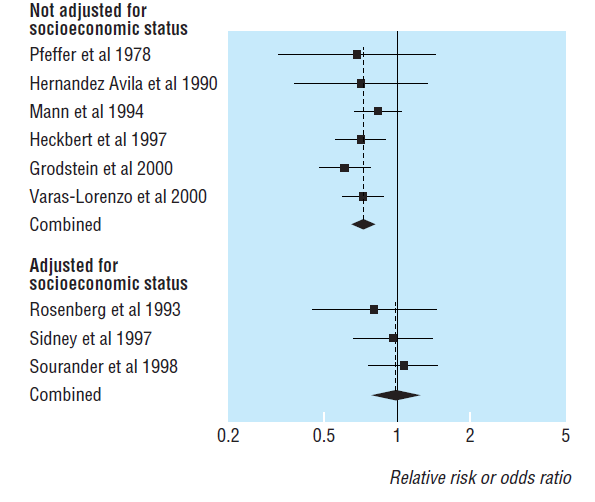 Not adjusted for
socioeconomic status
Pfeffer et al 1978
Hernandez Avila et al 1990
Mann et al 1994
Heckbert et al 1997
Grodstein et al 2000
Varas-Lorenzo et al 2000
Combined
Adjusted for
socioeconomic status
Rosenberg et al 1993
Sidney et al 1997
Sourander et al 1998
Combined
0.2 0.5 1 2 5
Relative risk or odds ratio